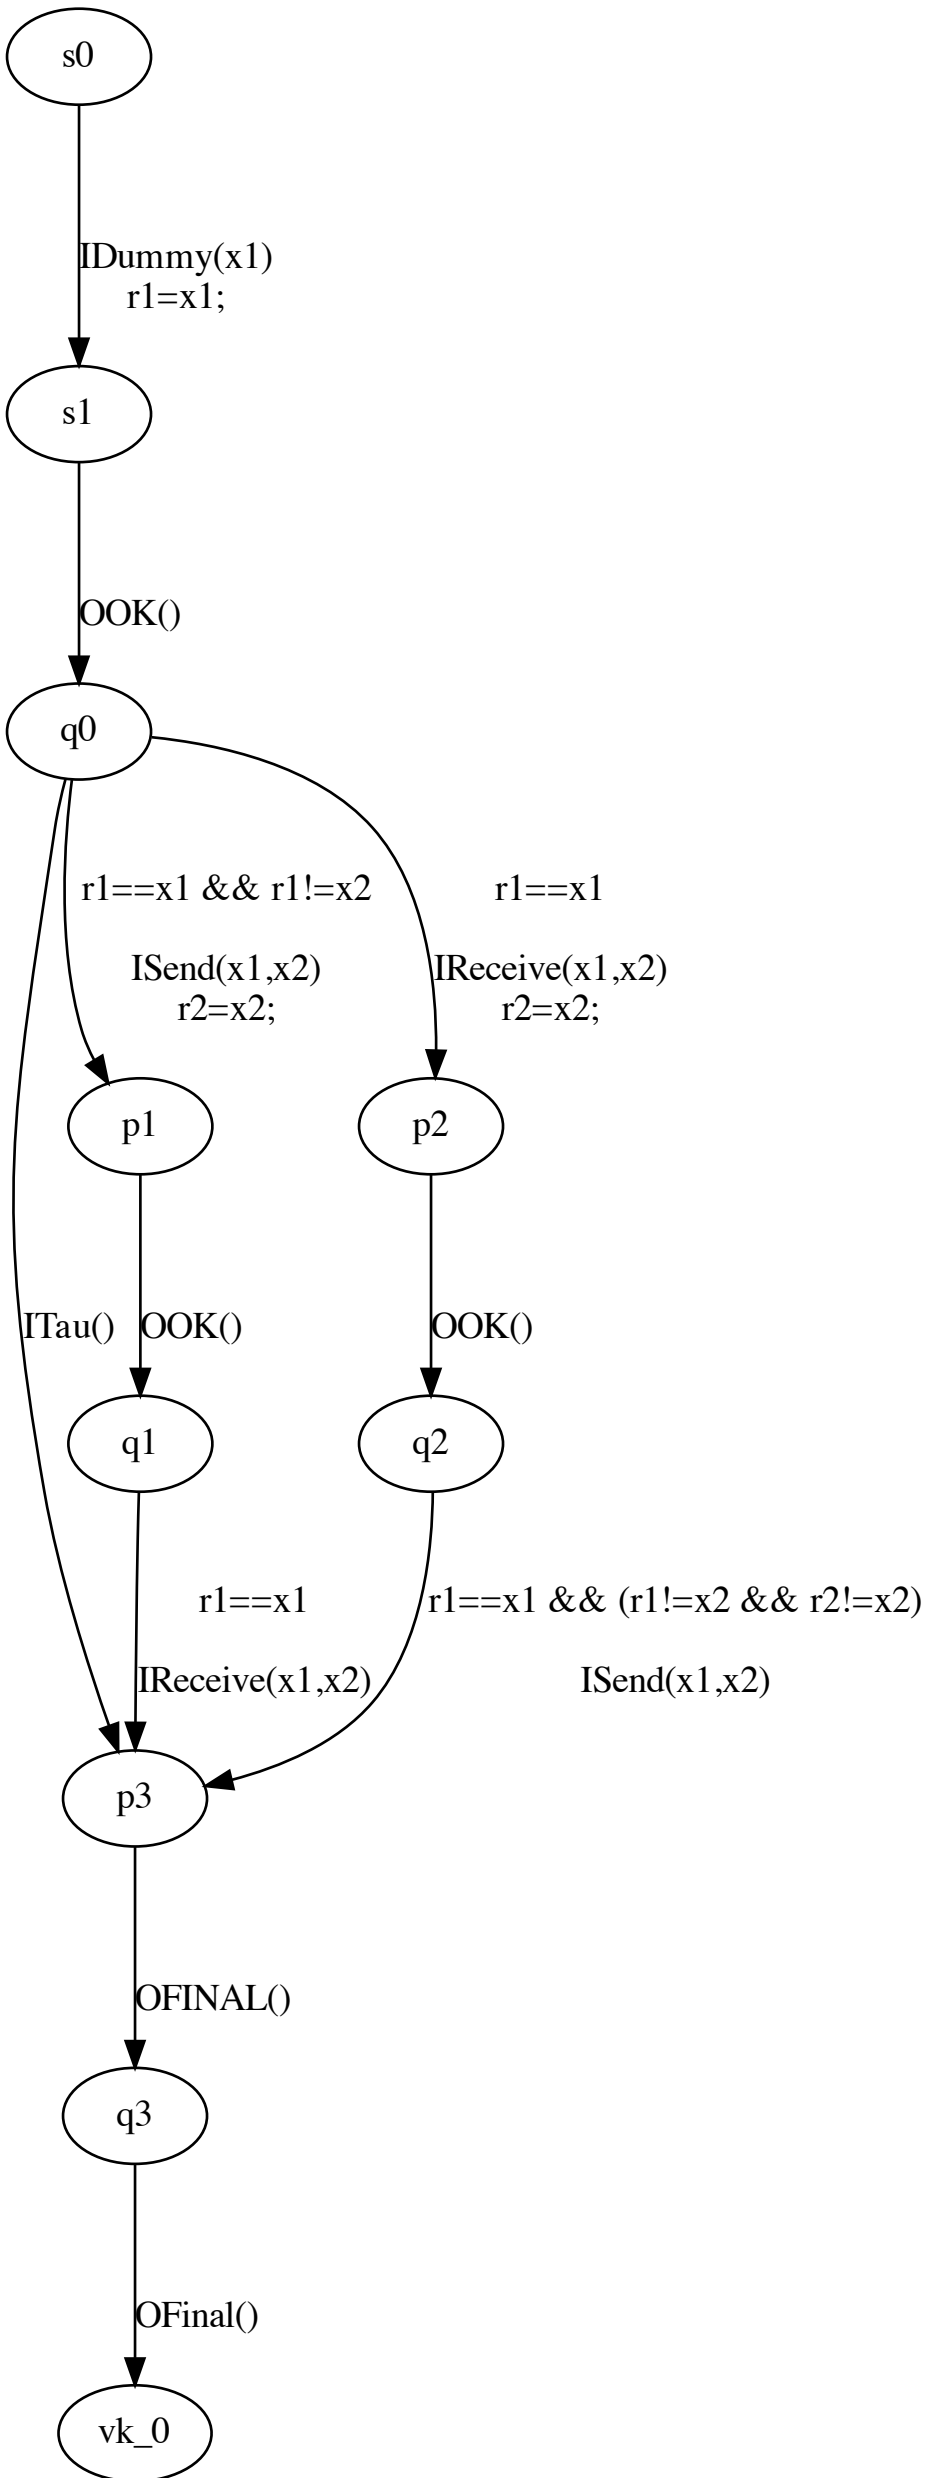 s0
IDummy(x1)
r1=x1;
s1
OOK()
q0
r1==x1 && r1!=x2
r1==x1
ISend(x1,x2)
IReceive(x1,x2)
r2=x2;
r2=x2;
p1
p2
ITau()
OOK()
OOK()
q1
q2
r1==x1
r1==x1 && (r1!=x2 && r2!=x2)
IReceive(x1,x2)
ISend(x1,x2)
p3
OFINAL()
q3
OFinal()
vk_0